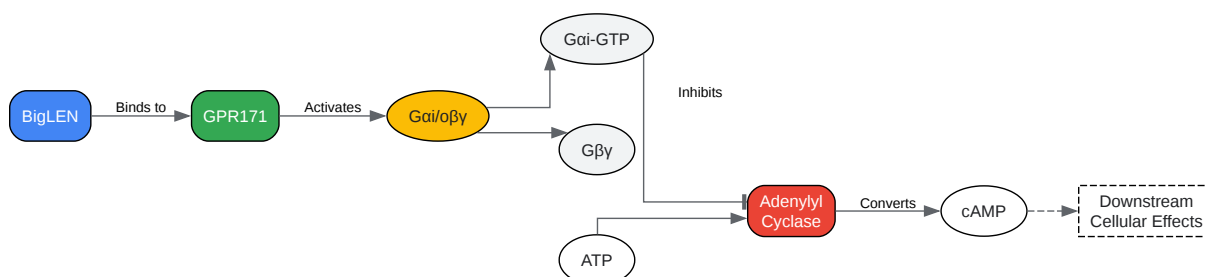 BigLEN
Binds to
GPR171
Activates
Gαi/oβγ
Gαi-GTP
Gβγ
Inhibits
ATP
Adenylyl
Cyclase
Converts
cAMP
Downstream
Cellular Effects